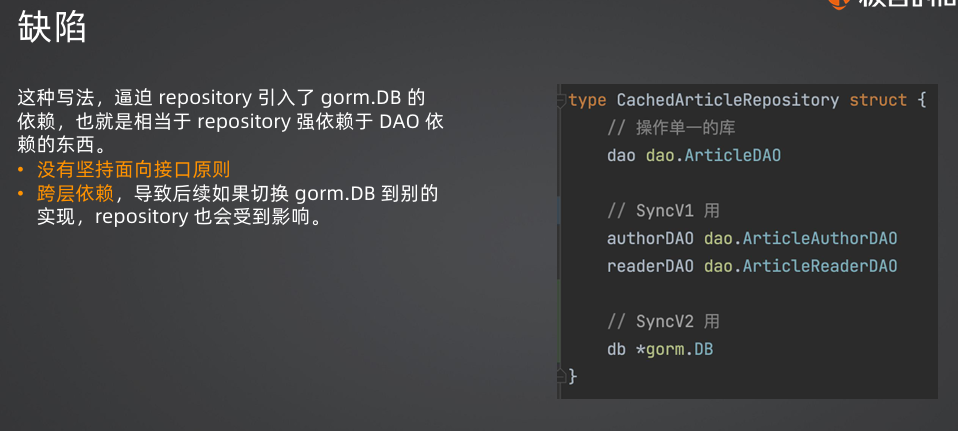 缺陷
这种写法，逼迫 repository 引入了 gorm.DB 的
依赖，也就是相当于 repository 强依赖于 DAO 依
赖的东西。
• 没有坚持面向接口原则
• 跨层依赖，导致后续如果切换 gorm.DB 到别的
实现，repository 也会受到影响。
type CachedArticleRepository struct {
// 操作单一的库
dao dao.ArticleDAO
// SyncV1 用
authorDAO dao.ArticleAuthorDAO
readerDAO dao.ArticleReaderDAO
// SyncV2 用
db *gorm.DB
}